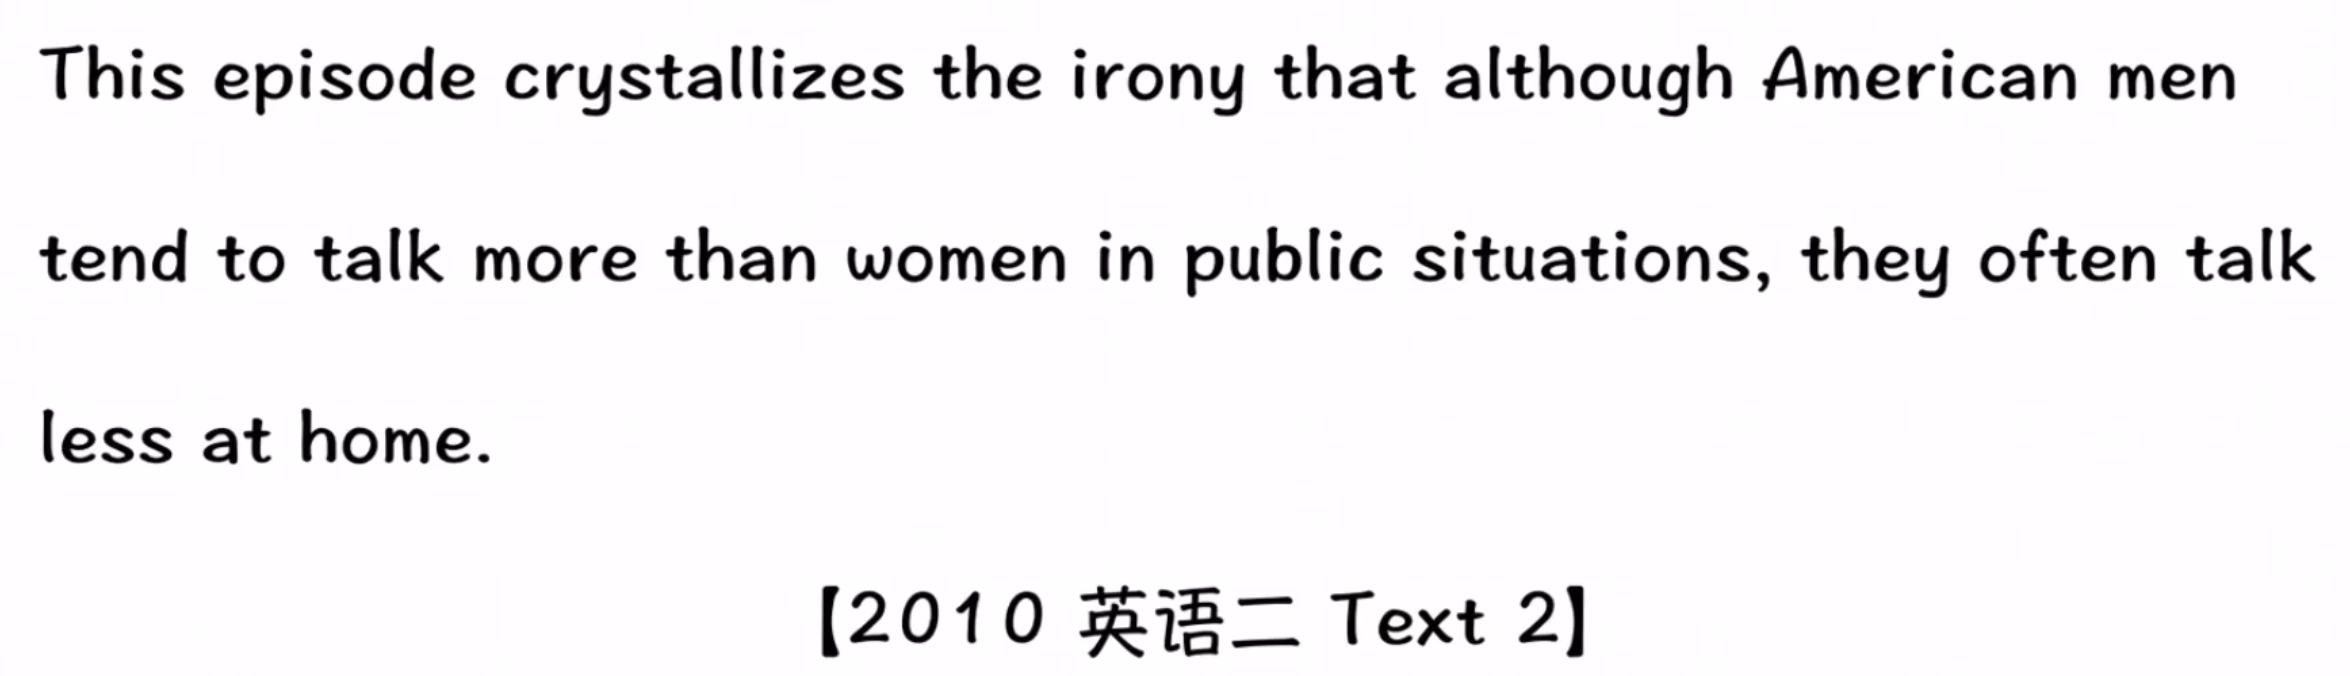 This episode crystallizes the irony that although American men
tend to talk more than women in public situations, they often talk
less at home.
【2010 英语二 Text 2】